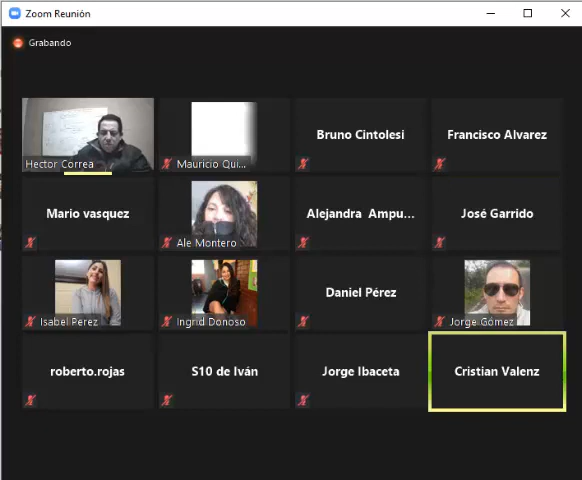 Zoom Reunión
Grabando
Hector Correa
Mauricio Qui...
Bruno Cintolesi
Francisco Alvarez
Mario vasquez
Ale Montero
Alejandra Ampu...
José Garrido
Isabel Perez
Ingrid Donoso
Daniel Pérez
Jorge Gómez
roberto.rojas
S10 de Iván
Jorge Ibaceta
Cristian Valenz